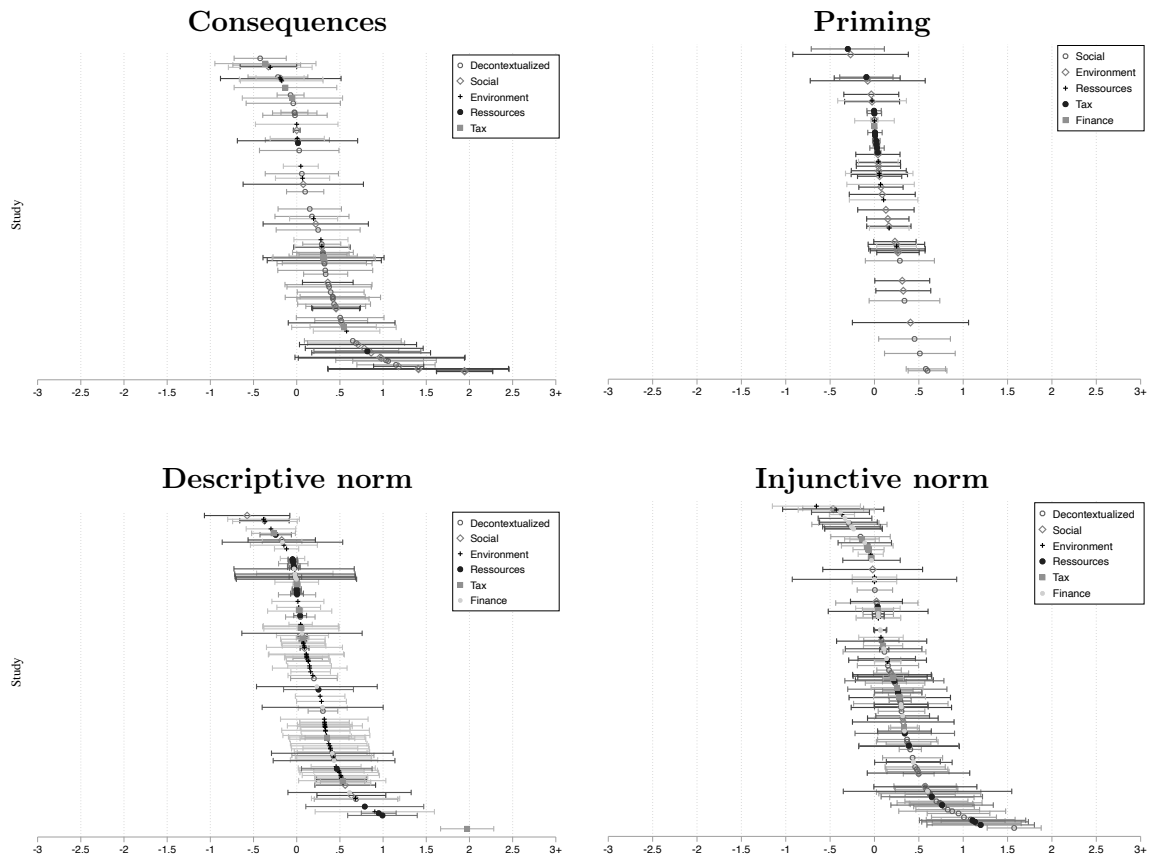 Consequences
Decontextualized
Social
Environment
Ressources
Tax
Study
-3 -2.5 -2 -1.5 -1 -.5 0 .5 1 1.5 2 2.5 3+
Priming
Social
Environment
Ressources
Tax
Finance
-3 -2.5 -2 -1.5 -1 -.5 0 .5 1 1.5 2 2.5 3+
Descriptive norm
Decontextualized
Social
Environment
Ressources
Tax
Finance
Study
-3 -2.5 -2 -1.5 -1 -.5 0 .5 1 1.5 2 2.5 3+
Injunctive norm
Decontextualized
Social
Environment
Ressources
Tax
Finance
-3 -2.5 -2 -1.5 -1 -.5 0 .5 1 1.5 2 2.5 3+